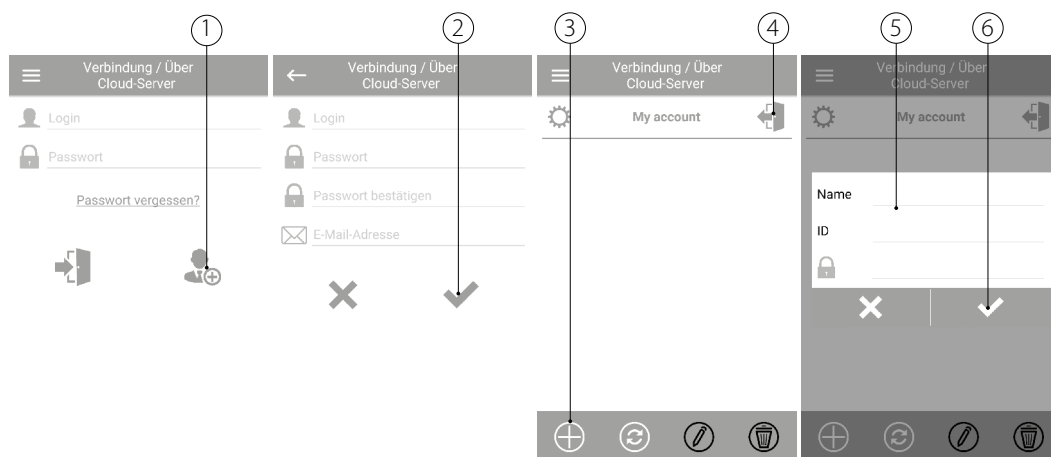 1
2
3
4
5
6
Verbindung / Über
Cloud-Server
Login
Passwort
Passwort vergessen?
Verbindung / Über
Cloud-Server
Login
Passwort
Passwort bestätigen
E-Mail-Adresse
Verbindung / Über
Cloud-Server
My account
Verbindung / Über
Cloud-Server
My account
Name
ID